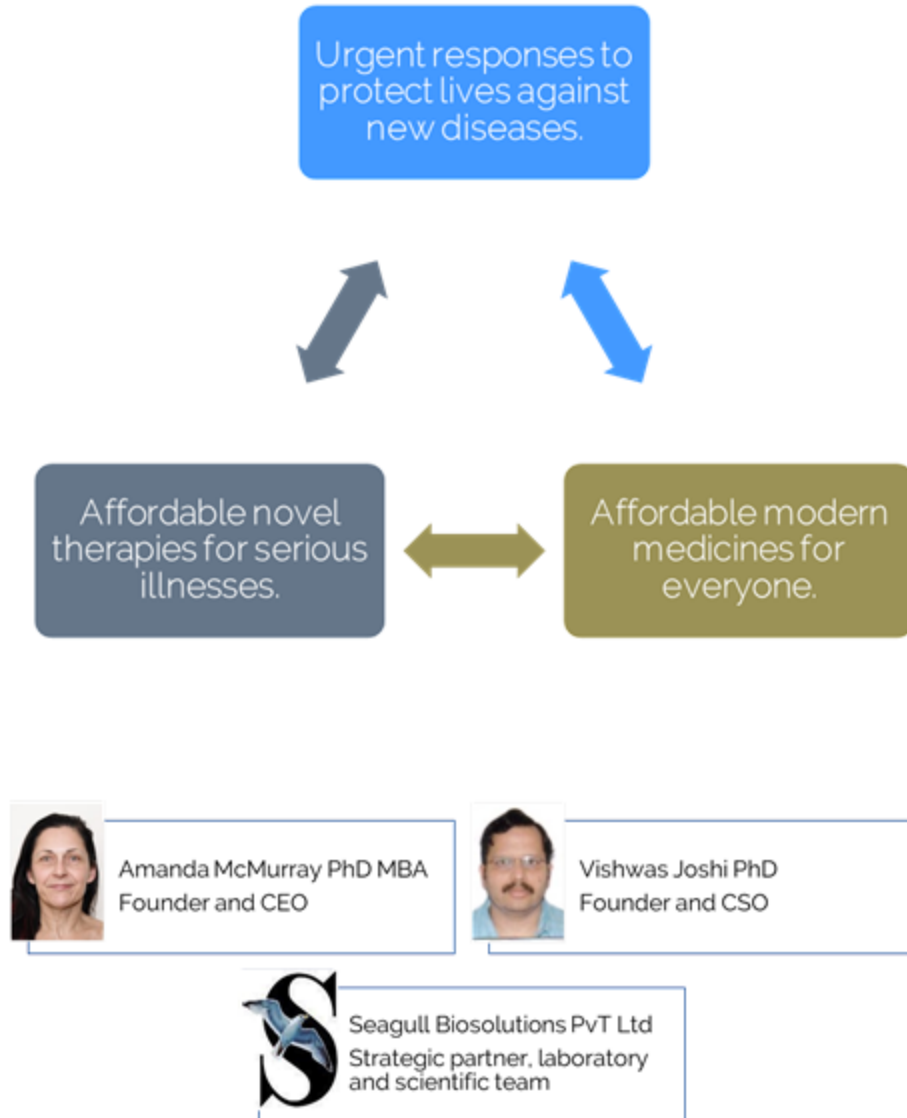 Urgent responses to
protect lives against
new diseases.
Affordable novel
therapies for serious
illnesses.
Affordable modern
medicines for
everyone.
Amanda McMurray PhD MBA
Founder and CEO
Vishwas Joshi PhD
Founder and CSO
S
Seagull Biosolutions PvT Ltd
Strategic partner, laboratory
and scientific team